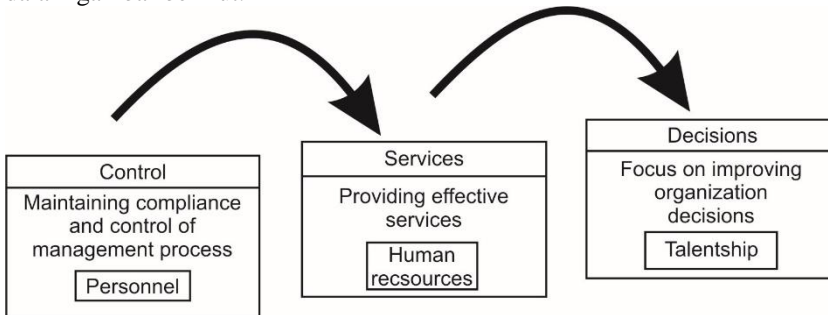 Control
Maintaining compliance
and control of
management process
Personnel
Services
Providing effective
services
Human
recsources
Decisions
Focus on improving
organization
decisions
Talentship